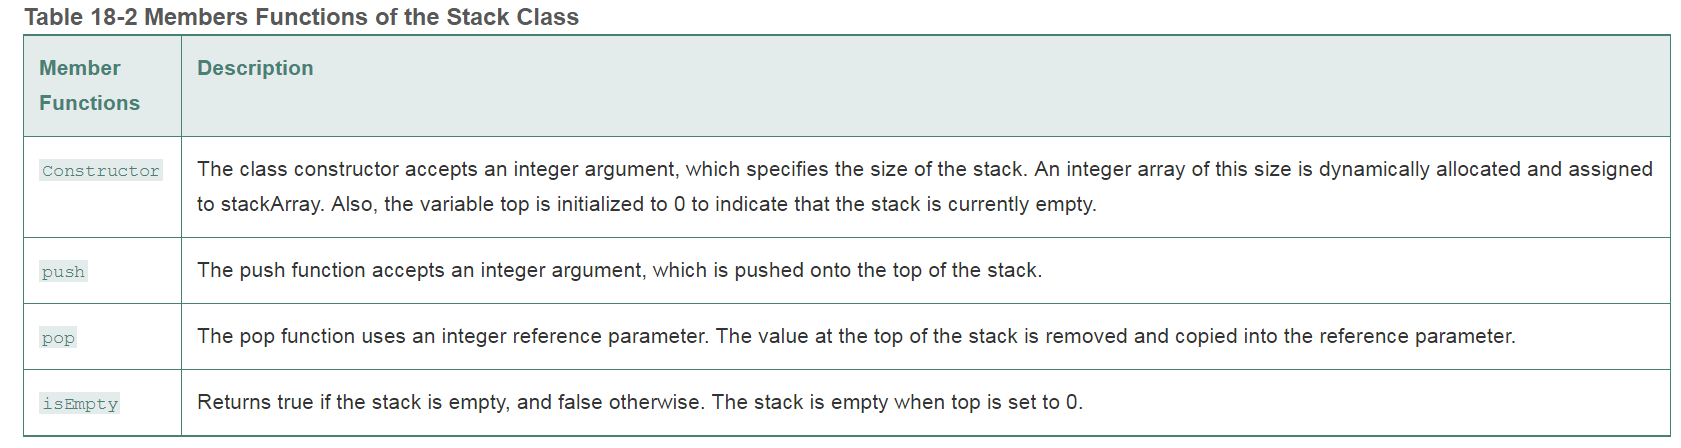 Table 18-2 Members Functions of the Stack Class
Member
Functions
Description
Constructor
The class constructor accepts an integer argument, which specifies the size of the stack. An integer array of this size is dynamically allocated and assigned
to stackArray. Also, the variable top is initialized to 0 to indicate that the stack is currently empty.
push
The push function accepts an integer argument, which is pushed onto the top of the stack.
pop
The pop function uses an integer reference parameter. The value at the top of the stack is removed and copied into the reference parameter.
isEmpty
Returns true if the stack is empty, and false otherwise. The stack is empty when top is set to 0.